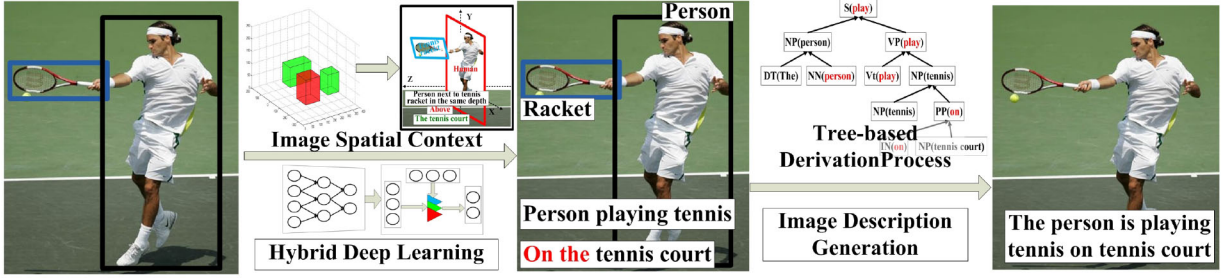 Y
Z
X
Human
Person next to tennis
racket in the same depth
Above
The tennis court
Image Spatial Context
Hybrid Deep Learning
Person
Racket
Person playing tennis
On the tennis court
S(play)
NP(person)
VP(play)
DT(The)
NN(person)
Vt(play)
NP(tennis)
NP(tennis)
PP(on)
IN(on)
NP(tennis court)
Tree-based
DerivationProcess
Image Description
Generation
The person is playing
tennis on tennis court